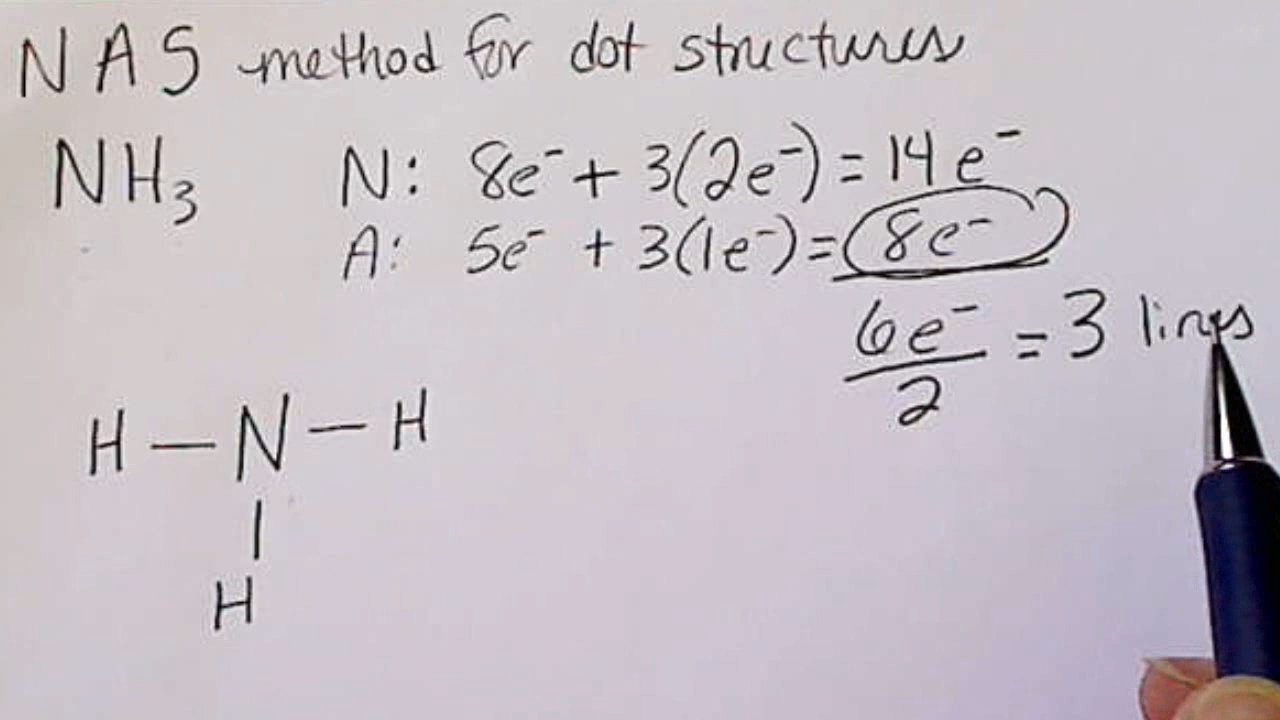 NAS method for dot structures
NH₃ N: 8e⁻ + 3(2e⁻) = 14e⁻
A: 5e⁻ + 3(1e⁻) = 8e⁻
6e⁻/2 = 3 lines
H — N — H
|
H